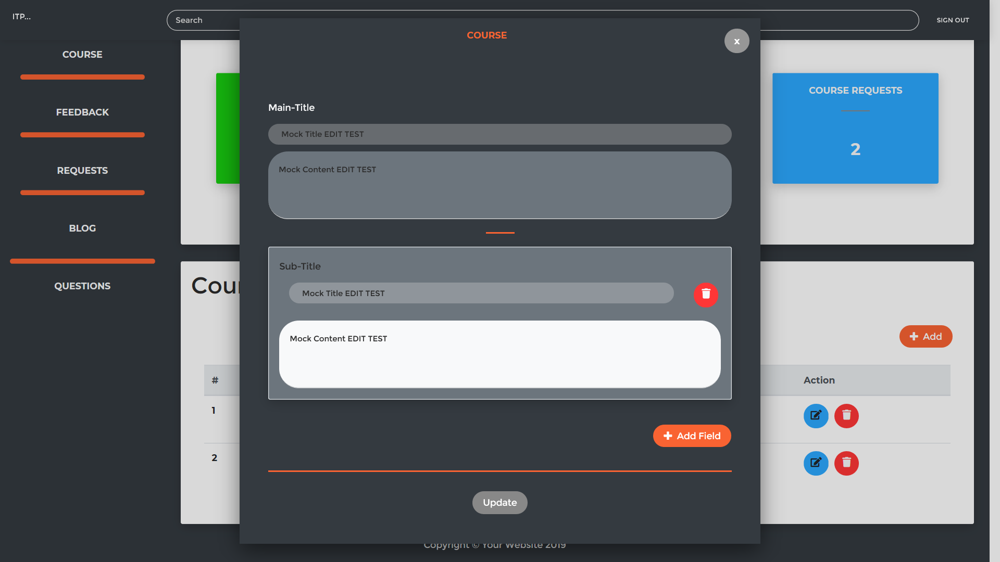 ITP...
Search
SIGN OUT
COURSE
FEEDBACK
REQUESTS
BLOG
QUESTIONS
COURSE
x
Main-Title
Mock Title EDIT TEST
Mock Content EDIT TEST
Sub-Title
Mock Title EDIT TEST
Mock Content EDIT TEST
Add Field
Update
COURSE REQUESTS
2
Add
# Action
1
2
Copyright © Your Website 2019